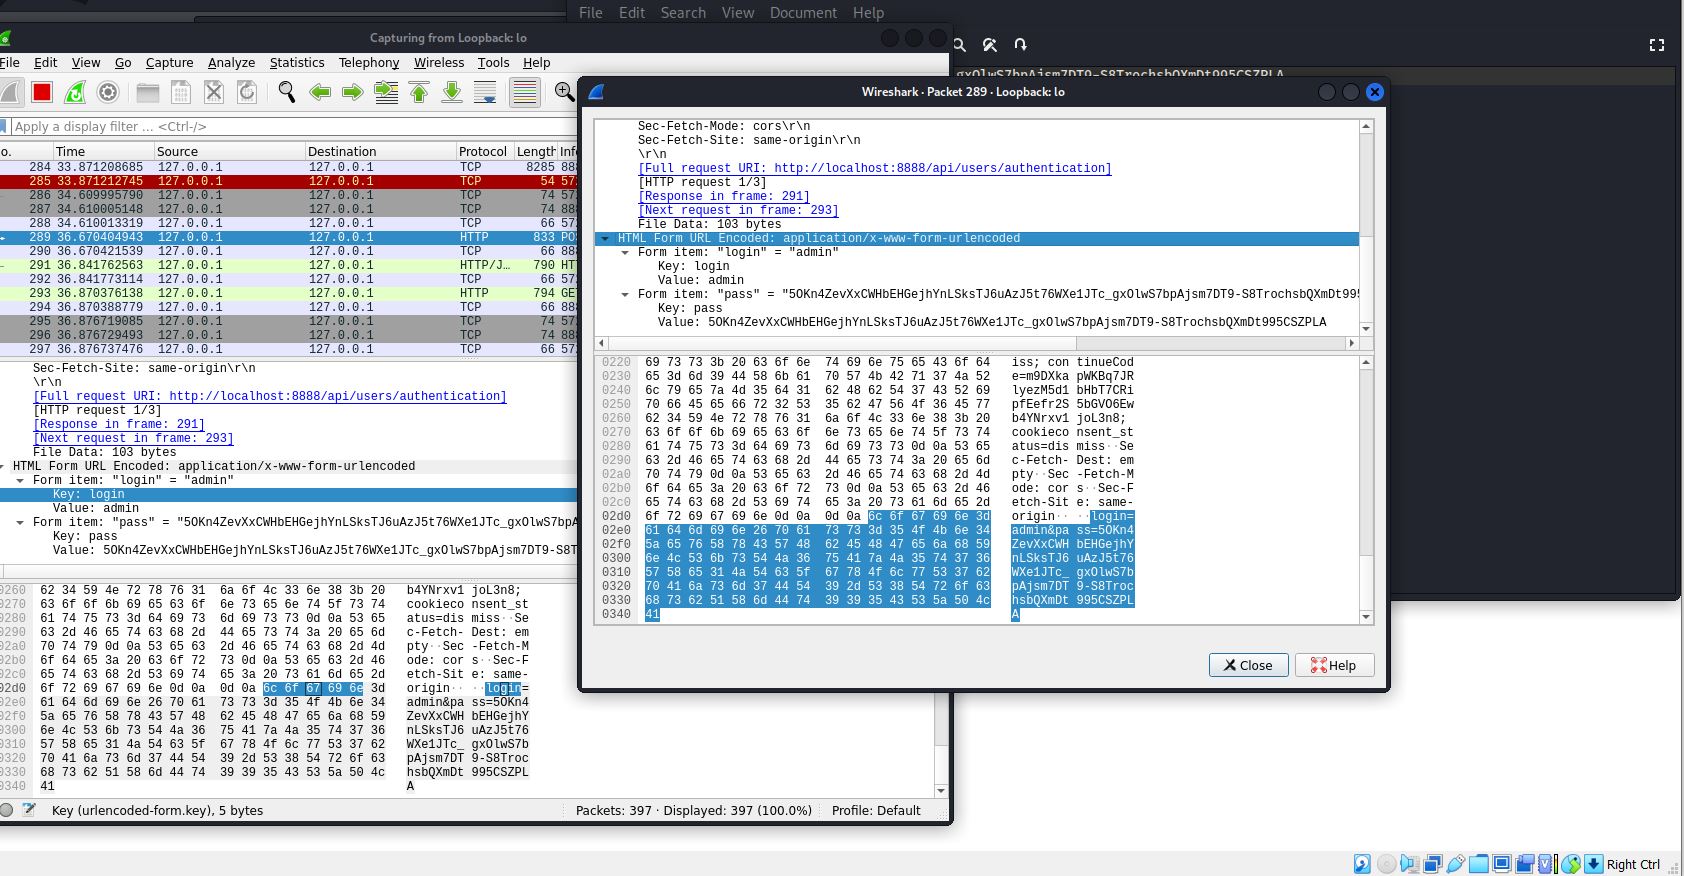 File Edit Search View Document Help
gxOlwS7bpAjsm7DT9-S8TrochsbQXmDt995CSZPLA
Capturing from Loopback: lo
File Edit View Go Capture Analyze Statistics Telephony Wireless Tools Help
Apply a display filter ... <Ctrl-/>
o. Time Source Destination Protocol Length Inf
284 33.871208685 127.0.0.1 127.0.0.1 TCP 8285 88
285 33.871212745 127.0.0.1 127.0.0.1 TCP 54 57
286 34.609995790 127.0.0.1 127.0.0.1 TCP 74 57
287 34.610005148 127.0.0.1 127.0.0.1 TCP 74 88
288 34.610013319 127.0.0.1 127.0.0.1 TCP 66 57
289 36.670404943 127.0.0.1 127.0.0.1 HTTP 833 PO
290 36.670421539 127.0.0.1 127.0.0.1 TCP 66 88
291 36.841762563 127.0.0.1 127.0.0.1 HTTP/J… 790 HT
292 36.841773114 127.0.0.1 127.0.0.1 TCP 66 57
293 36.870376138 127.0.0.1 127.0.0.1 HTTP 794 GE
294 36.870388779 127.0.0.1 127.0.0.1 TCP 66 88
295 36.876719085 127.0.0.1 127.0.0.1 TCP 74 57
296 36.876729493 127.0.0.1 127.0.0.1 TCP 74 88
297 36.876737476 127.0.0.1 127.0.0.1 TCP 66 57
Sec-Fetch-Site: same-origin\r\n
\r\n
[Full request URI: http://localhost:8888/api/users/authentication]
[HTTP request 1/3]
[Response in frame: 291]
[Next request in frame: 293]
File Data: 103 bytes
HTML Form URL Encoded: application/x-www-form-urlencoded
Form item: "login" = "admin"
Key: login
Value: admin
Form item: "pass" = "5OKn4ZevXxCWHbEHGejhYnLSksTJ6uAzJ5t76WXe1JTc_gxOlwS7bpA
Key: pass
Value: 5OKn4ZevXxCWHbEHGejhYnLSksTJ6uAzJ5t76WXe1JTc_gxOlwS7bpAjsm7DT9-S8T
0260 62 34 59 4e 72 78 76 31 6a 6f 4c 33 6e 38 3b 20 b4YNrxv1 joL3n8;
0270 63 6f 6f 6b 69 65 63 6f 6e 73 65 6e 74 5f 73 74 cookieco nsent_st
0280 61 74 75 73 3d 64 69 73 6d 69 73 73 0d 0a 53 65 atus=dis miss··Se
0290 63 2d 46 65 74 63 68 2d 44 65 73 74 3a 20 65 6d c-Fetch- Dest: em
02a0 70 74 79 0d 0a 53 65 63 2d 46 65 74 63 68 2d 4d pty··Sec -Fetch-M
02b0 6f 64 65 3a 20 63 6f 72 73 0d 0a 53 65 63 2d 46 ode: cor s··Sec-F
02c0 65 74 63 68 2d 53 69 74 65 3a 20 73 61 6d 65 2d etch-Sit e: same-
02d0 6f 72 69 67 69 6e 0d 0a 0d 0a 6c 6f 67 69 6e 3d origin·· ··login=
02e0 61 64 6d 69 6e 26 70 61 73 73 3d 35 4f 4b 6e 34 admin&pa ss=5OKn4
02f0 5a 65 76 58 78 43 57 48 62 45 48 47 65 6a 68 59 ZevXxCWH bEHGejhY
0300 6e 4c 53 6b 73 54 4a 36 75 41 7a 4a 35 74 37 36 nLSksTJ6 uAzJ5t76
0310 57 58 65 31 4a 54 63 5f 67 78 4f 6c 77 53 37 62 WXe1JTc_ gxOlwS7b
0320 70 41 6a 73 6d 37 44 54 39 2d 53 38 54 72 6f 63 pAjsm7DT 9-S8Troc
0330 68 73 62 51 58 6d 44 74 39 39 35 43 53 5a 50 4c hsbQXmDt 995CSZPL
0340 41 A
Key (urlencoded-form.key), 5 bytes Packets: 397 · Displayed: 397 (100.0%) Profile: Default
Wireshark · Packet 289 · Loopback: lo
Sec-Fetch-Mode: cors\r\n
Sec-Fetch-Site: same-origin\r\n
\r\n
[Full request URI: http://localhost:8888/api/users/authentication]
[HTTP request 1/3]
[Response in frame: 291]
[Next request in frame: 293]
File Data: 103 bytes
HTML Form URL Encoded: application/x-www-form-urlencoded
Form item: "login" = "admin"
Key: login
Value: admin
Form item: "pass" = "5OKn4ZevXxCWHbEHGejhYnLSksTJ6uAzJ5t76WXe1JTc_gxOlwS7bpAjsm7DT9-S8TrochsbQXmDt995
Key: pass
Value: 5OKn4ZevXxCWHbEHGejhYnLSksTJ6uAzJ5t76WXe1JTc_gxOlwS7bpAjsm7DT9-S8TrochsbQXmDt995CSZPLA
0220 69 73 73 3b 20 63 6f 6e 74 69 6e 75 65 43 6f 64 iss; con tinueCod
0230 65 3d 6d 39 44 58 6b 61 70 57 4b 42 71 37 4a 52 e=m9DXka pWKBq7JR
0240 6c 79 65 7a 4d 35 64 31 62 48 62 54 37 43 52 69 lyezM5d1 bHbT7CRi
0250 70 66 45 65 66 72 32 53 35 62 47 56 4f 36 45 77 pfEefr2S 5bGVO6Ew
0260 62 34 59 4e 72 78 76 31 6a 6f 4c 33 6e 38 3b 20 b4YNrxv1 joL3n8;
0270 63 6f 6f 6b 69 65 63 6f 6e 73 65 6e 74 5f 73 74 cookieco nsent_st
0280 61 74 75 73 3d 64 69 73 6d 69 73 73 0d 0a 53 65 atus=dis miss··Se
0290 63 2d 46 65 74 63 68 2d 44 65 73 74 3a 20 65 6d c-Fetch- Dest: em
02a0 70 74 79 0d 0a 53 65 63 2d 46 65 74 63 68 2d 4d pty··Sec -Fetch-M
02b0 6f 64 65 3a 20 63 6f 72 73 0d 0a 53 65 63 2d 46 ode: cor s··Sec-F
02c0 65 74 63 68 2d 53 69 74 65 3a 20 73 61 6d 65 2d etch-Sit e: same-
02d0 6f 72 69 67 69 6e 0d 0a 0d 0a 6c 6f 67 69 6e 3d origin·· ··login=
02e0 61 64 6d 69 6e 26 70 61 73 73 3d 35 4f 4b 6e 34 admin&pa ss=5OKn4
02f0 5a 65 76 58 78 43 57 48 62 45 48 47 65 6a 68 59 ZevXxCWH bEHGejhY
0300 6e 4c 53 6b 73 54 4a 36 75 41 7a 4a 35 74 37 36 nLSksTJ6 uAzJ5t76
0310 57 58 65 31 4a 54 63 5f 67 78 4f 6c 77 53 37 62 WXe1JTc_ gxOlwS7b
0320 70 41 6a 73 6d 37 44 54 39 2d 53 38 54 72 6f 63 pAjsm7DT 9-S8Troc
0330 68 73 62 51 58 6d 44 74 39 39 35 43 53 5a 50 4c hsbQXmDt 995CSZPL
0340 41 A
Close Help
Right Ctrl